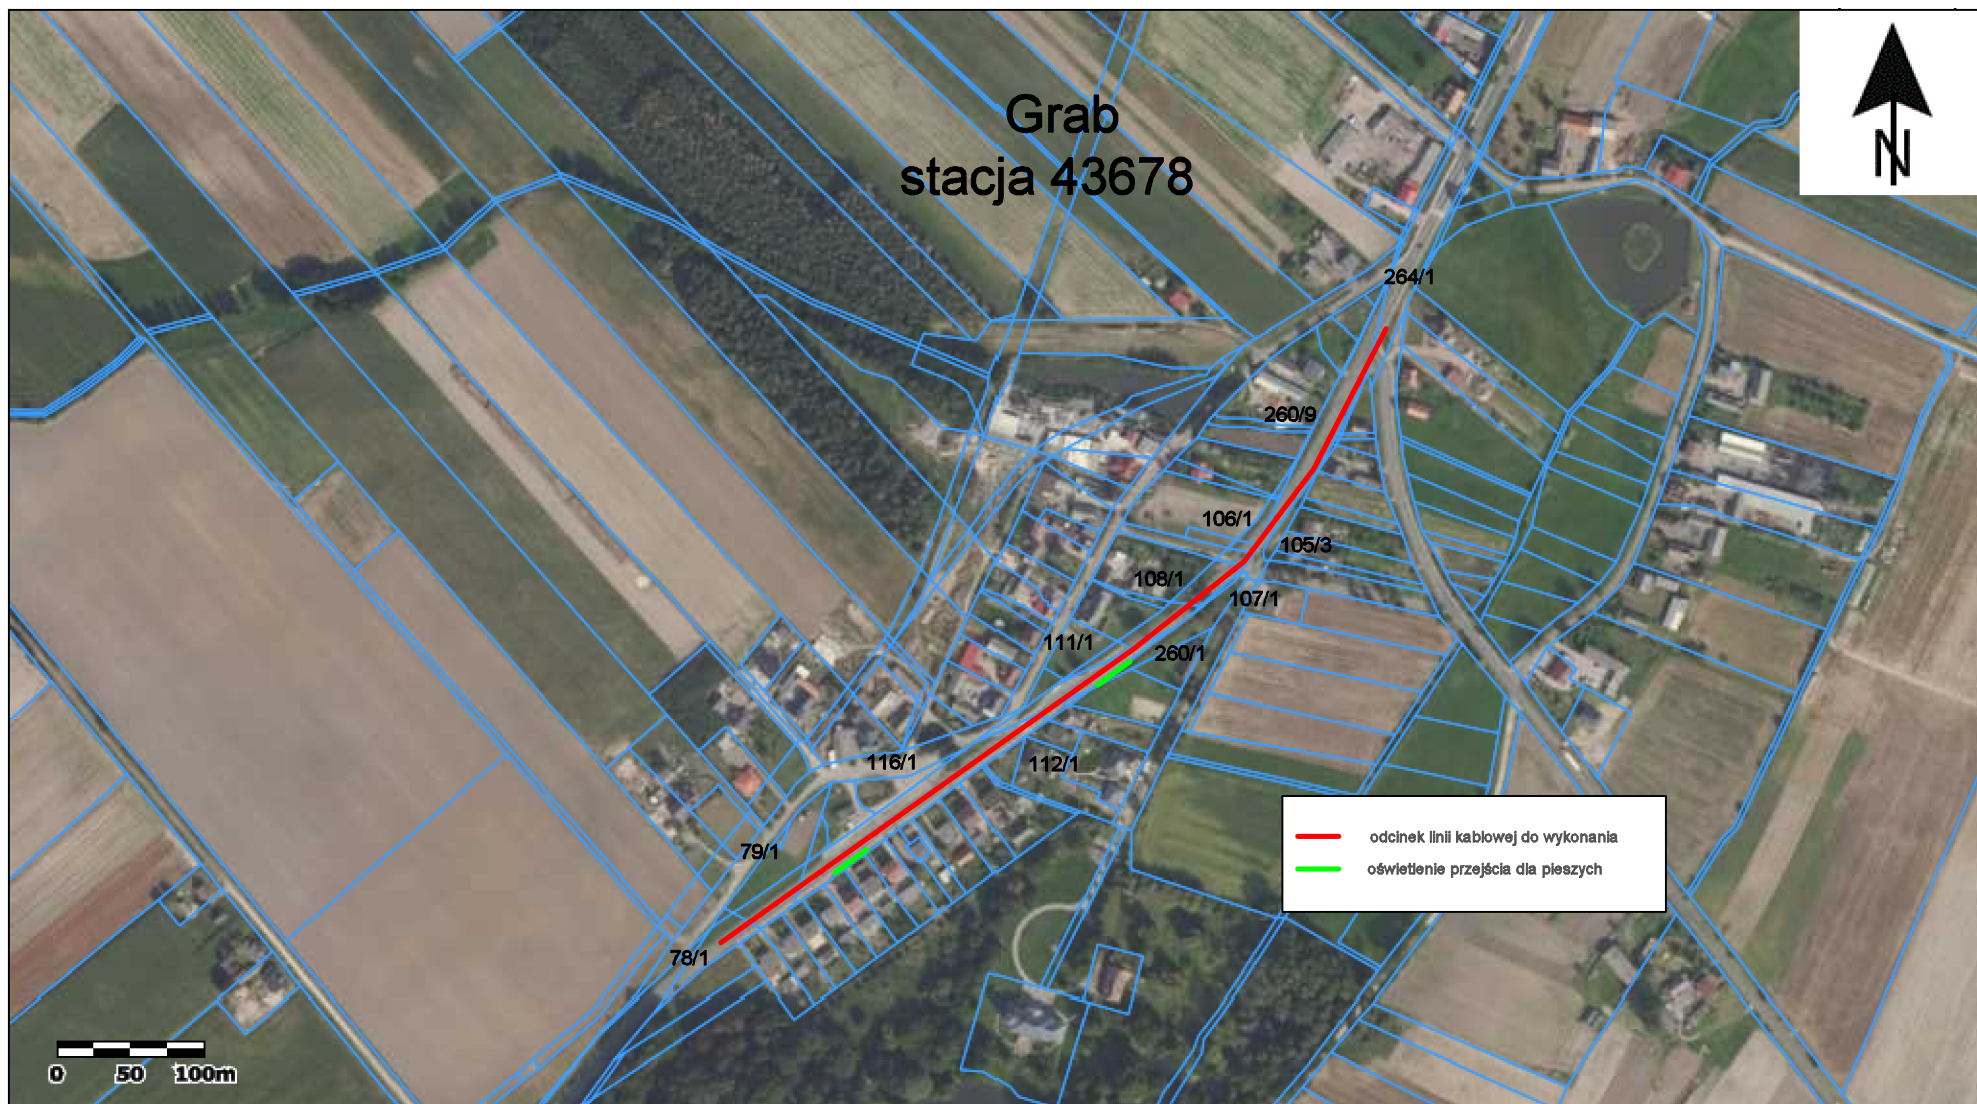 Grab
stacja 43678
N
264/1
260/9
106/1
105/3
108/1
107/1
111/1
260/1
116/1
112/1
79/1
78/1
odcinek linii kablowej do wykonania
oświetlenie przejścia dla pieszych
0 50 100m